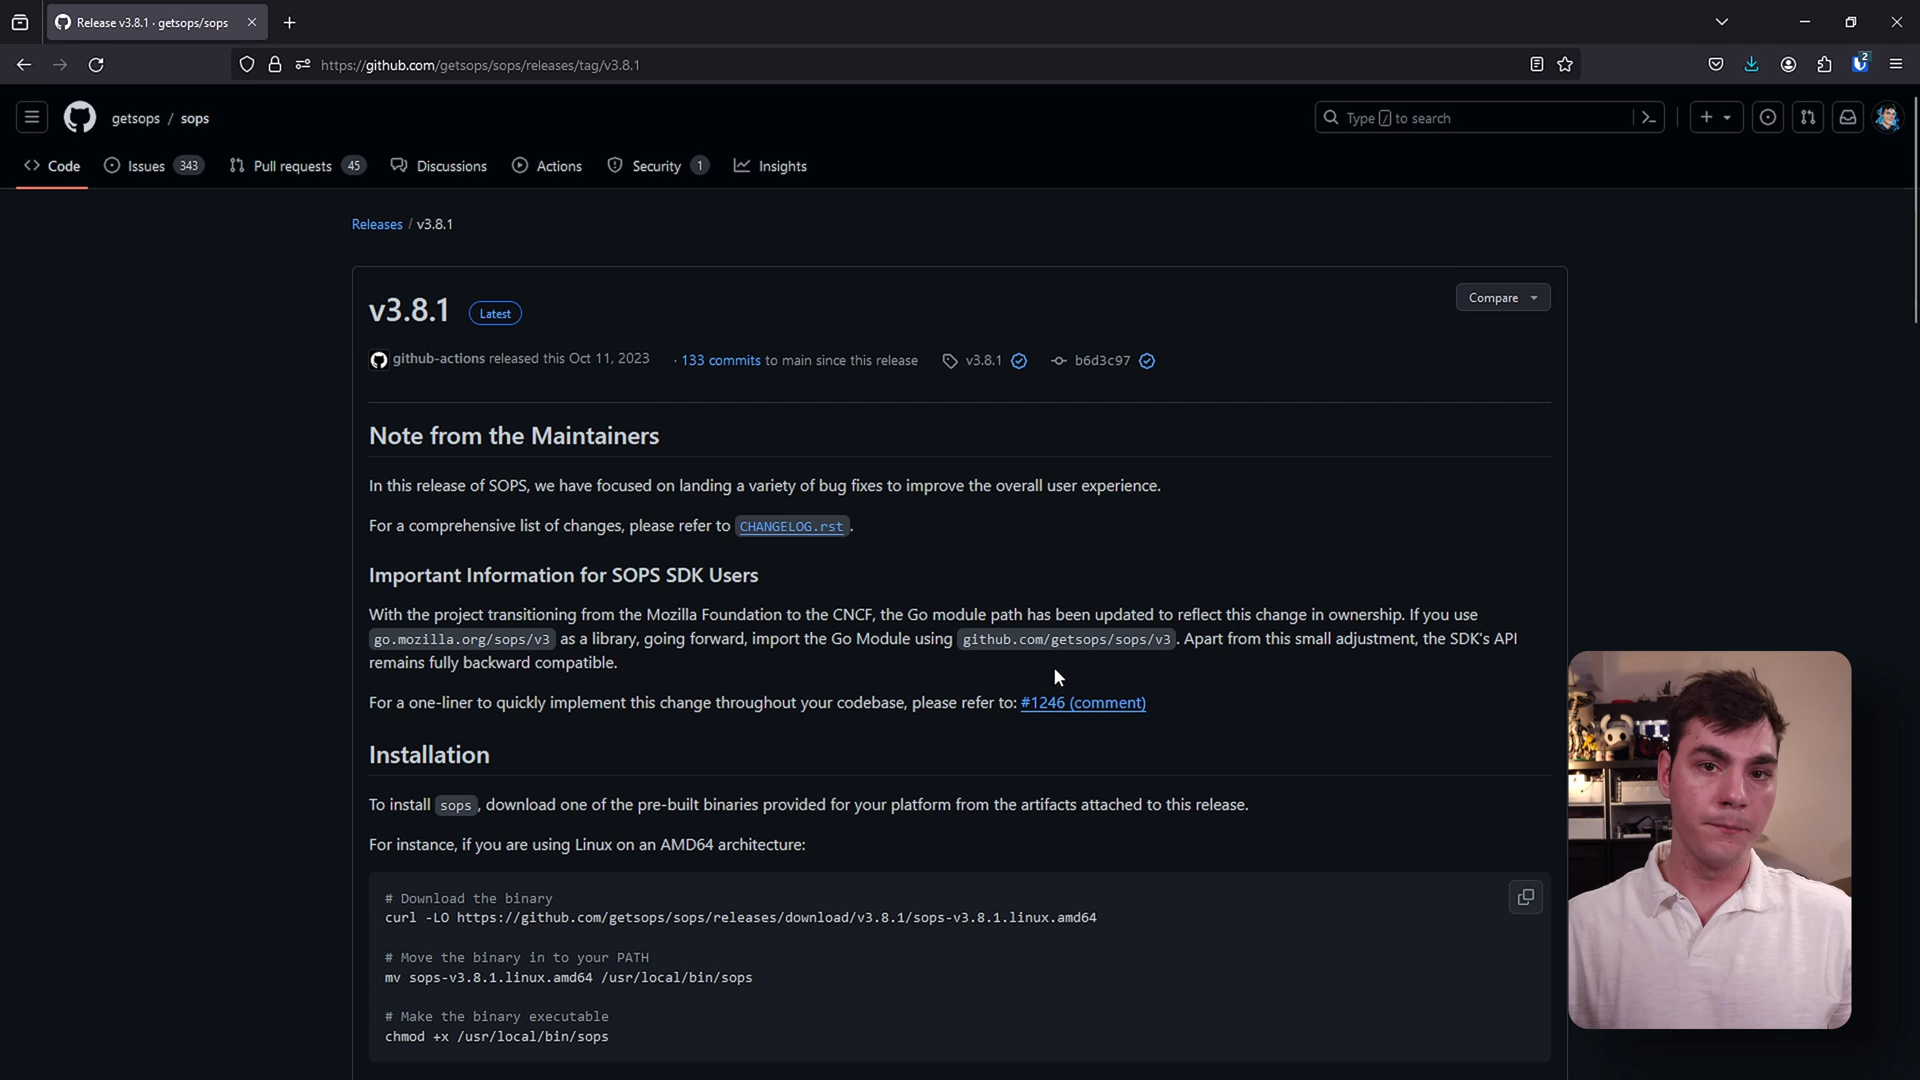 Release v3.8.1 · getsops/sops
https://github.com/getsops/sops/releases/tag/v3.8.1
2
getsops / sops
Type / to search
Code
Issues 343
Pull requests 45
Discussions
Actions
Security 1
Insights
Releases / v3.8.1
v3.8.1 Latest
Compare
github-actions released this Oct 11, 2023 · 133 commits to main since this release v3.8.1 b6d3c97
Note from the Maintainers
In this release of SOPS, we have focused on landing a variety of bug fixes to improve the overall user experience.
For a comprehensive list of changes, please refer to CHANGELOG.rst.
Important Information for SOPS SDK Users
With the project transitioning from the Mozilla Foundation to the CNCF, the Go module path has been updated to reflect this change in ownership. If you use
go.mozilla.org/sops/v3 as a library, going forward, import the Go Module using github.com/getsops/sops/v3. Apart from this small adjustment, the SDK's API
remains fully backward compatible.
For a one-liner to quickly implement this change throughout your codebase, please refer to: #1246 (comment)
Installation
To install sops, download one of the pre-built binaries provided for your platform from the artifacts attached to this release.
For instance, if you are using Linux on an AMD64 architecture:
# Download the binary
curl -LO https://github.com/getsops/sops/releases/download/v3.8.1/sops-v3.8.1.linux.amd64
# Move the binary in to your PATH
mv sops-v3.8.1.linux.amd64 /usr/local/bin/sops
# Make the binary executable
chmod +x /usr/local/bin/sops